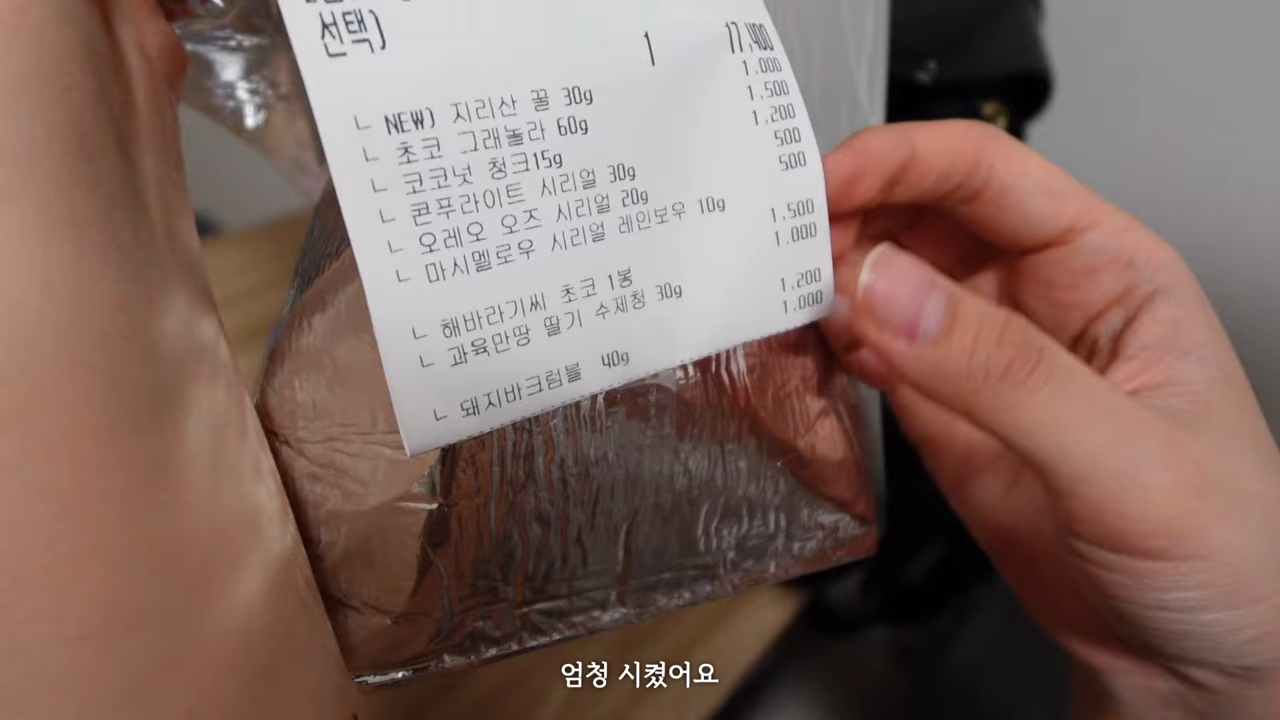 선택)
1 17,400
ㄴ NEW) 지리산 꿀 30g 1,000
ㄴ 초코 그래놀라 60g 1,500
ㄴ 코코넛 청크15g 1,200
ㄴ 콘푸라이트 시리얼 30g 500
ㄴ 오레오 오즈 시리얼 20g 500
ㄴ 마시멜로우 시리얼 레인보우 10g 1,500
1,000
ㄴ 해바라기씨 초코 1봉 1,200
ㄴ 과육만땅 딸기 수제청 30g 1,000
ㄴ 돼지바크럼블 40g
엄청 시켰어요